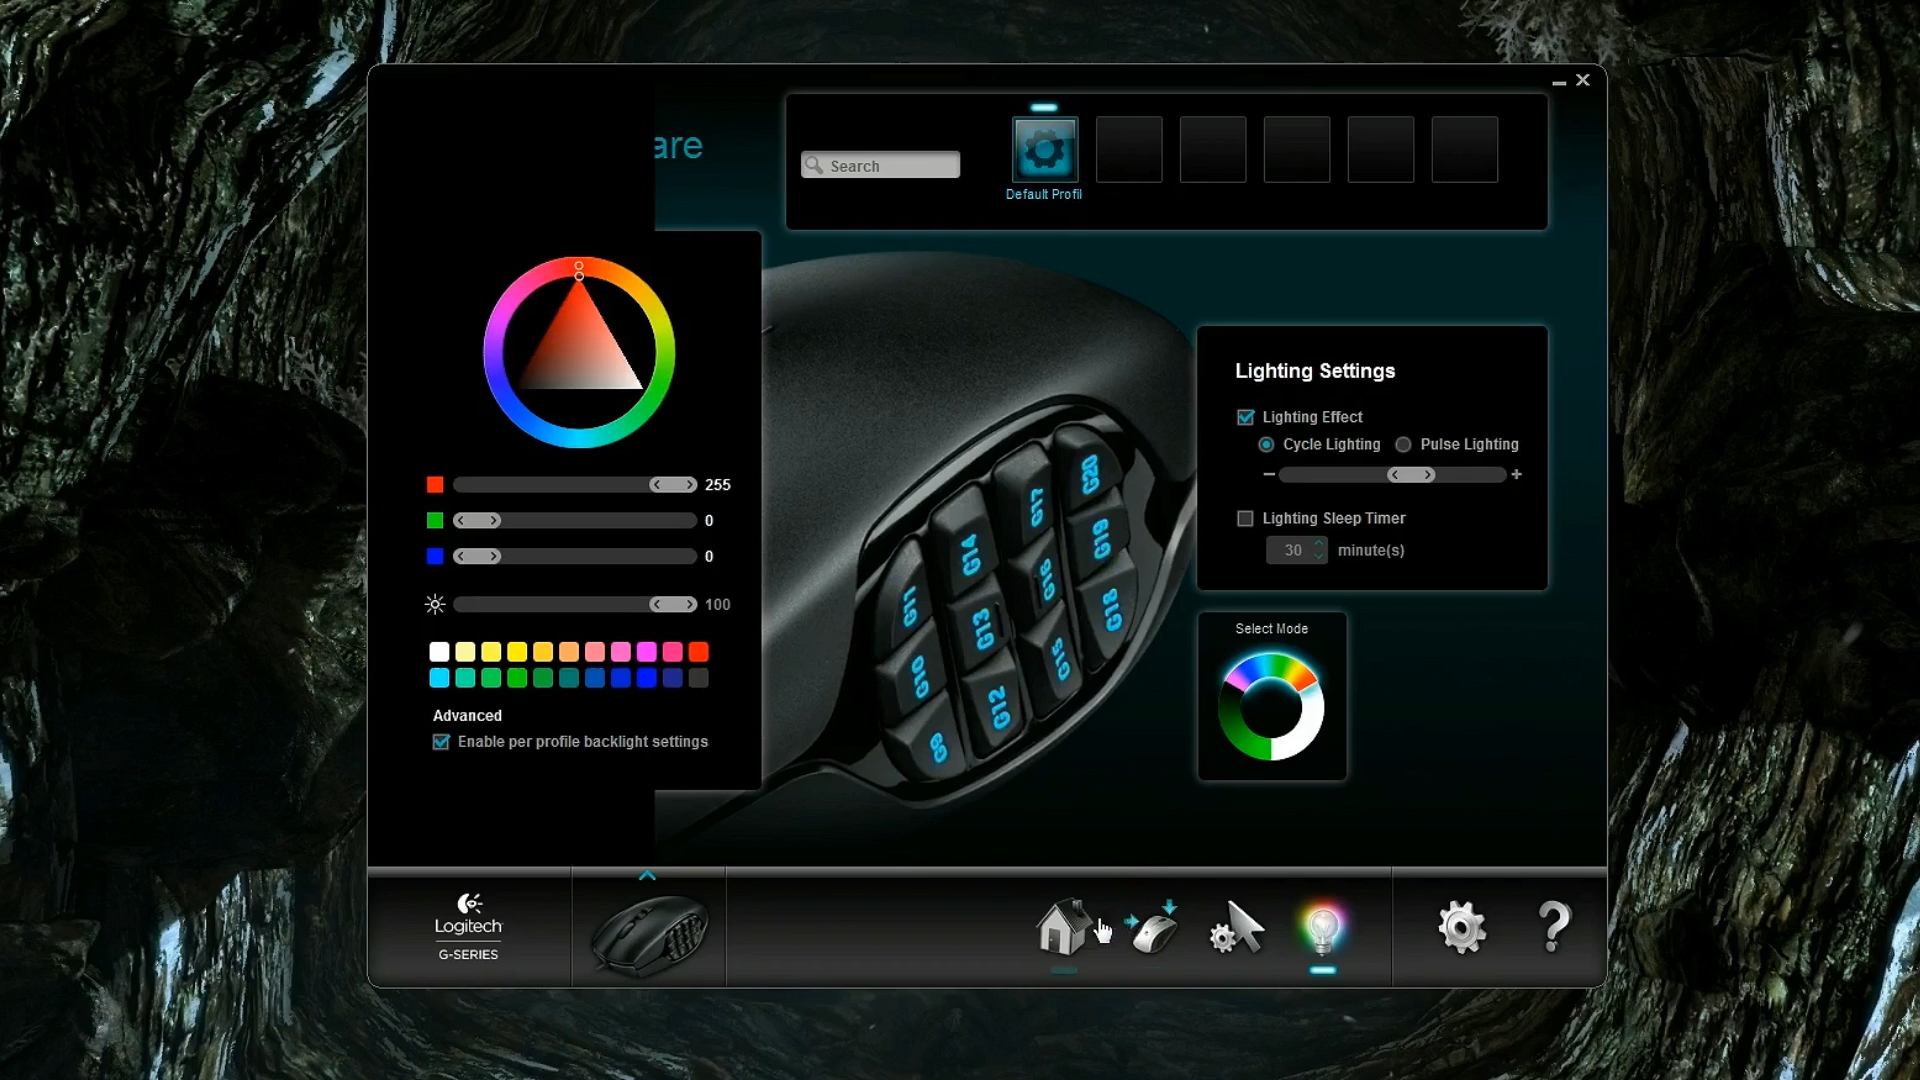 are
Search
Default Profil
Lighting Settings
Lighting Effect
Cycle Lighting
Pulse Lighting
Lighting Sleep Timer
30 minute(s)
255
0
0
100
Advanced
Enable per profile backlight settings
G20
G17
G14
G19
G11
G16
G13
G18
G10
G15
G12
G9
Select Mode
Logitech
G-SERIES
?